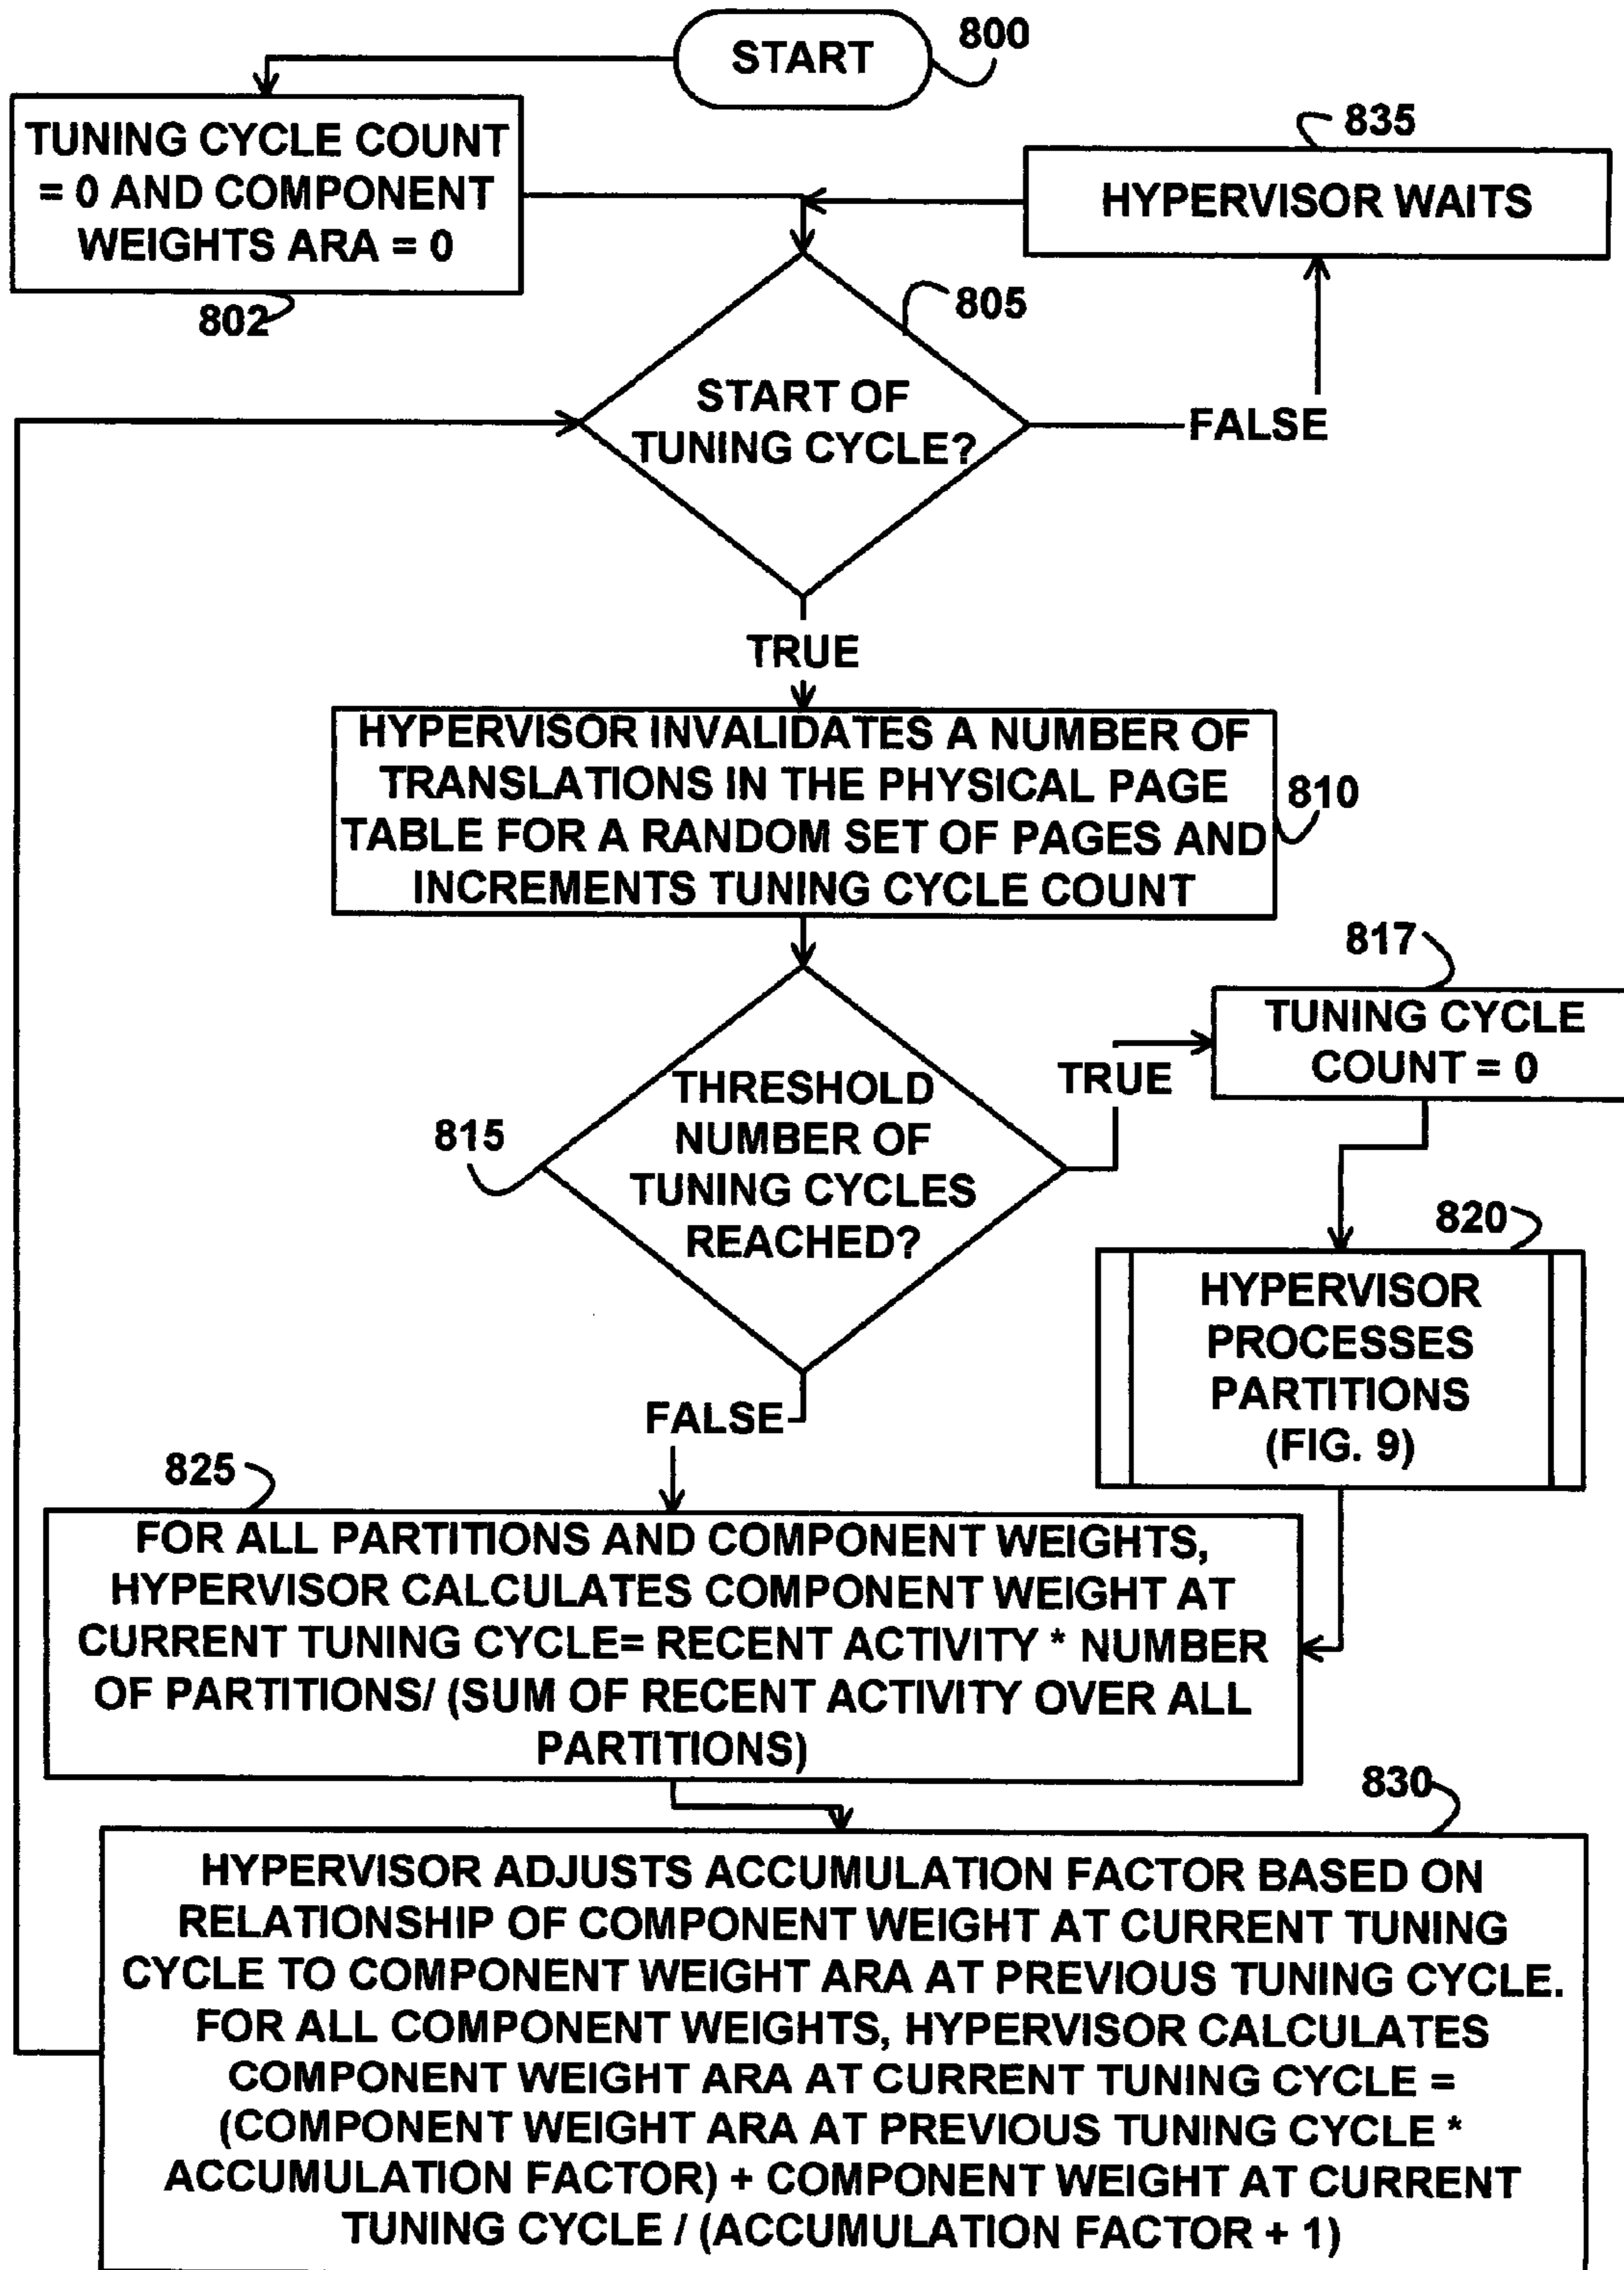 START
800
TUNING CYCLE COUNT
= 0 AND COMPONENT
WEIGHTS ARA = 0
802
835
HYPERVISOR WAITS
805
START OF
TUNING CYCLE?
FALSE
TRUE
HYPERVISOR INVALIDATES A NUMBER OF
TRANSLATIONS IN THE PHYSICAL PAGE
TABLE FOR A RANDOM SET OF PAGES AND
INCREMENTS TUNING CYCLE COUNT
810
817
TUNING CYCLE
COUNT = 0
TRUE
THRESHOLD
NUMBER OF
TUNING CYCLES
REACHED?
815
820
HYPERVISOR
PROCESSES
PARTITIONS
(FIG. 9)
FALSE
825
FOR ALL PARTITIONS AND COMPONENT WEIGHTS,
HYPERVISOR CALCULATES COMPONENT WEIGHT AT
CURRENT TUNING CYCLE= RECENT ACTIVITY * NUMBER
OF PARTITIONS/ (SUM OF RECENT ACTIVITY OVER ALL
PARTITIONS)
830
HYPERVISOR ADJUSTS ACCUMULATION FACTOR BASED ON
RELATIONSHIP OF COMPONENT WEIGHT AT CURRENT TUNING
CYCLE TO COMPONENT WEIGHT ARA AT PREVIOUS TUNING CYCLE.
FOR ALL COMPONENT WEIGHTS, HYPERVISOR CALCULATES
COMPONENT WEIGHT ARA AT CURRENT TUNING CYCLE =
(COMPONENT WEIGHT ARA AT PREVIOUS TUNING CYCLE *
ACCUMULATION FACTOR) + COMPONENT WEIGHT AT CURRENT
TUNING CYCLE / (ACCUMULATION FACTOR + 1)